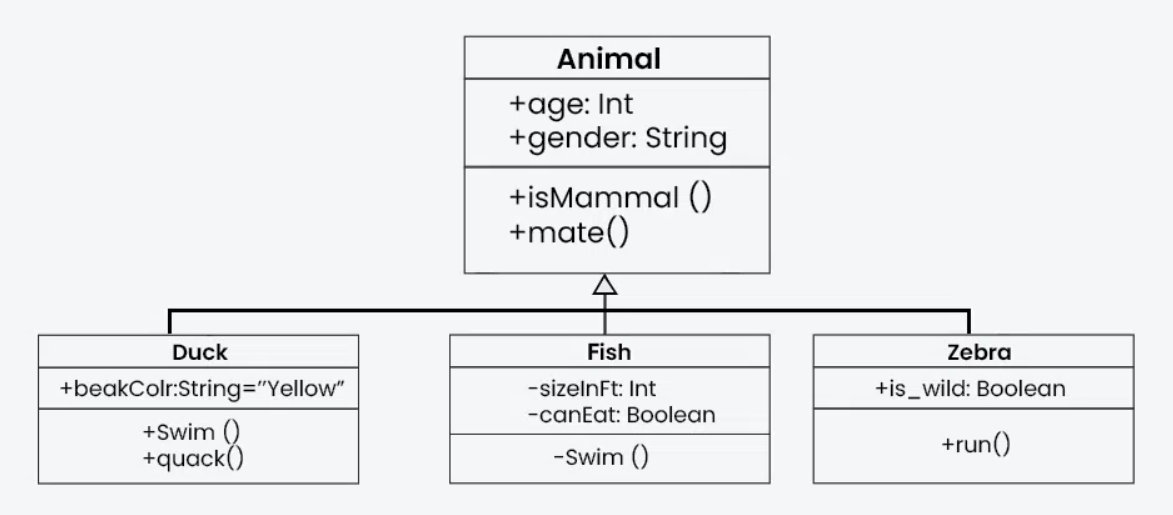 Animal
+age: Int
+gender: String
+isMammal ()
+mate()
Duck
+beakColr:String=”Yellow”
+Swim ()
+quack()
Fish
-sizeInFt: Int
-canEat: Boolean
-Swim ()
Zebra
+is_wild: Boolean
+run()